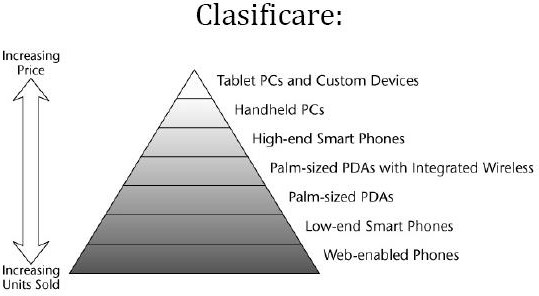 Clasificare:
Increasing
Price
Tablet PCs and Custom Devices
Handheld PCs
High-end Smart Phones
Palm-sized PDAs with Integrated Wireless
Palm-sized PDAs
Low-end Smart Phones
Web-enabled Phones
Increasing
Units Sold